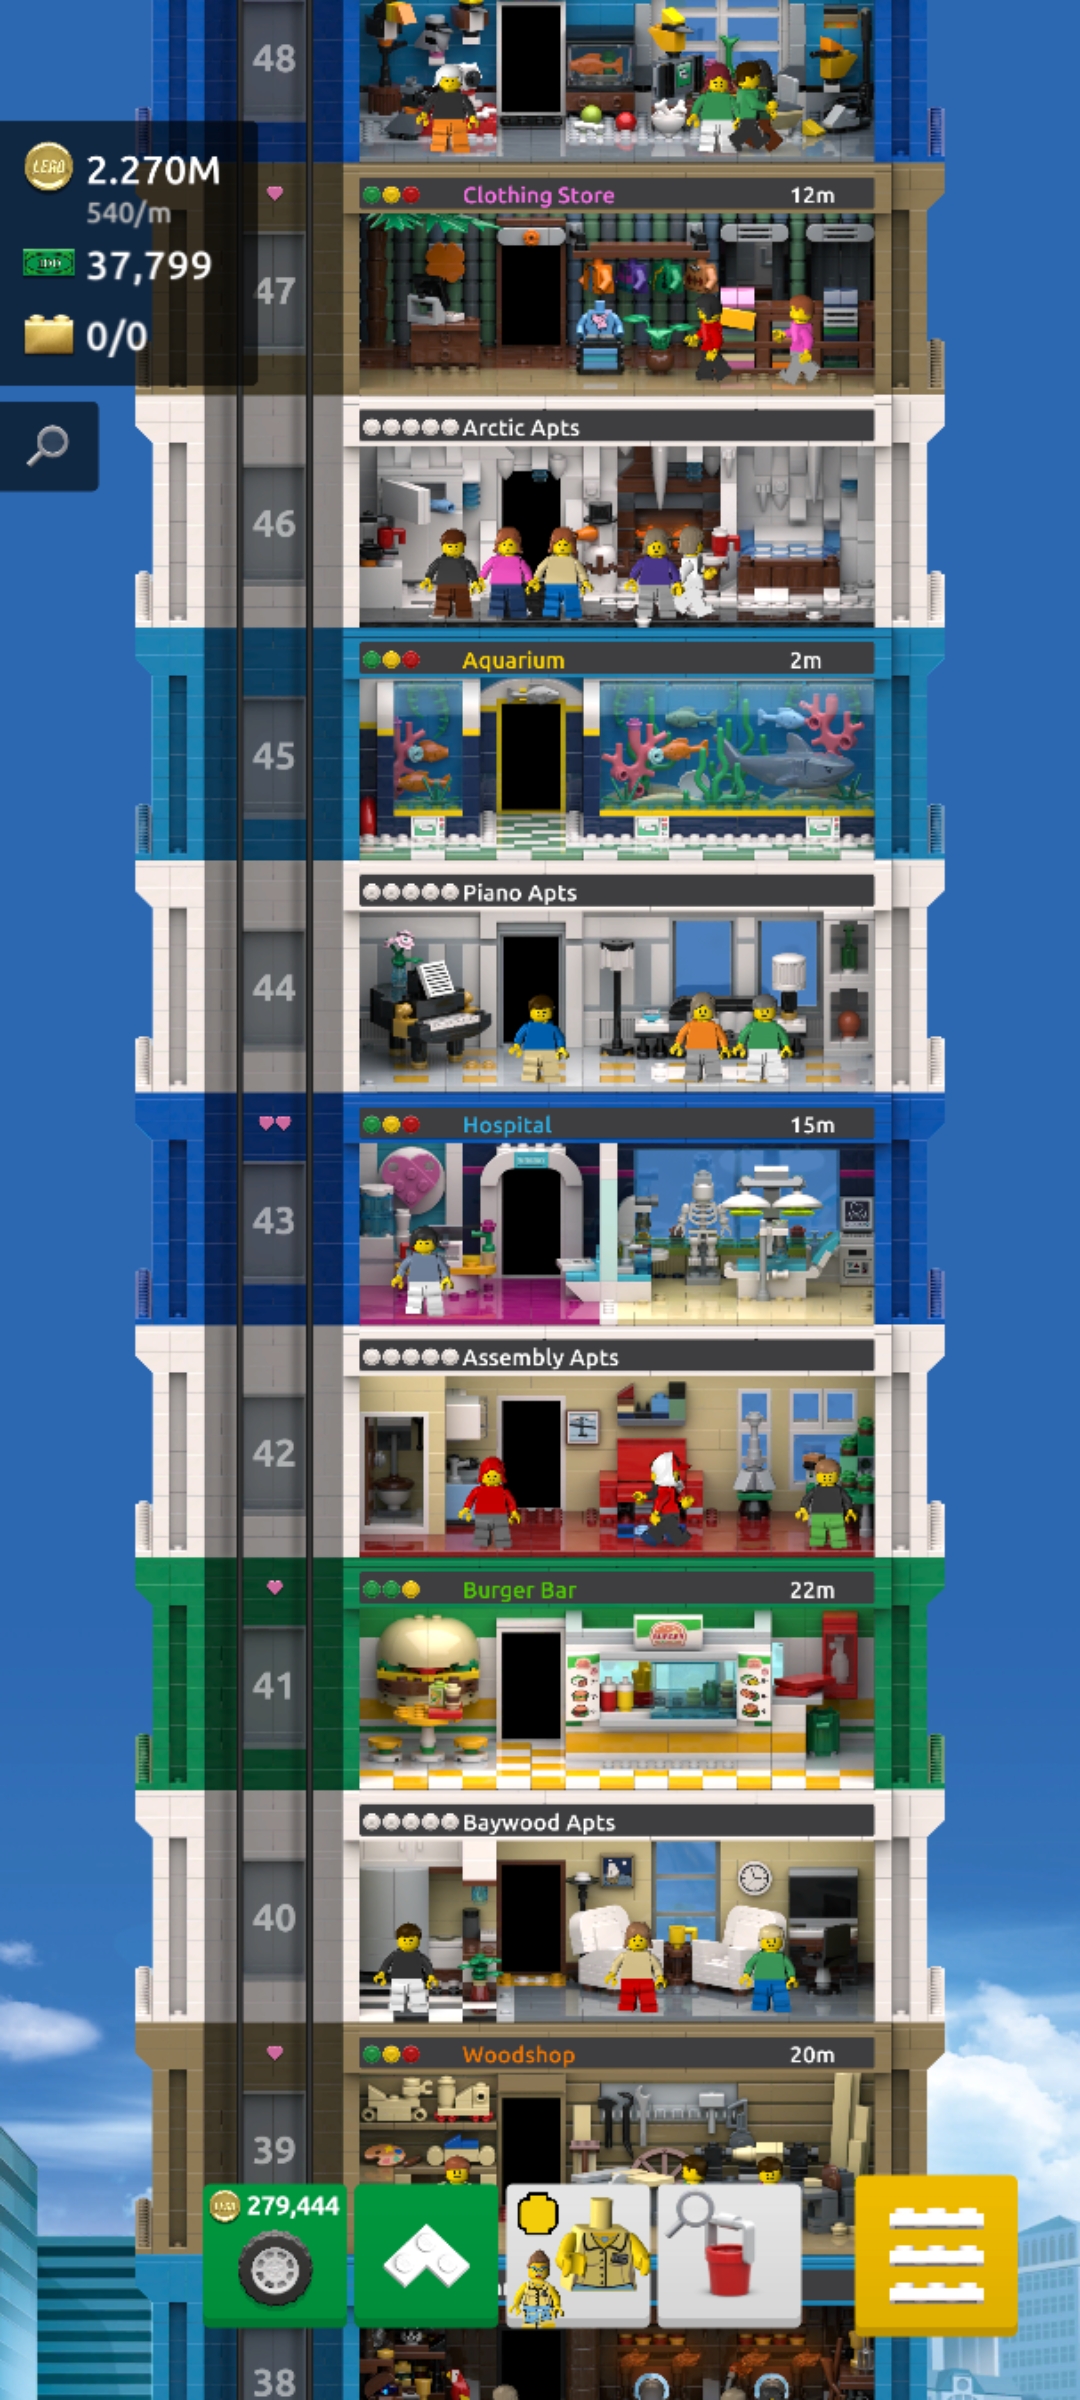 48
LEGO 2.270M
540/m
37,799
0/0
Clothing Store 12m
47
Arctic Apts
46
Aquarium 2m
45
Piano Apts
44
Hospital 15m
43
Assembly Apts
42
Burger Bar 22m
41
Baywood Apts
40
Woodshop 20m
39
279,444
38